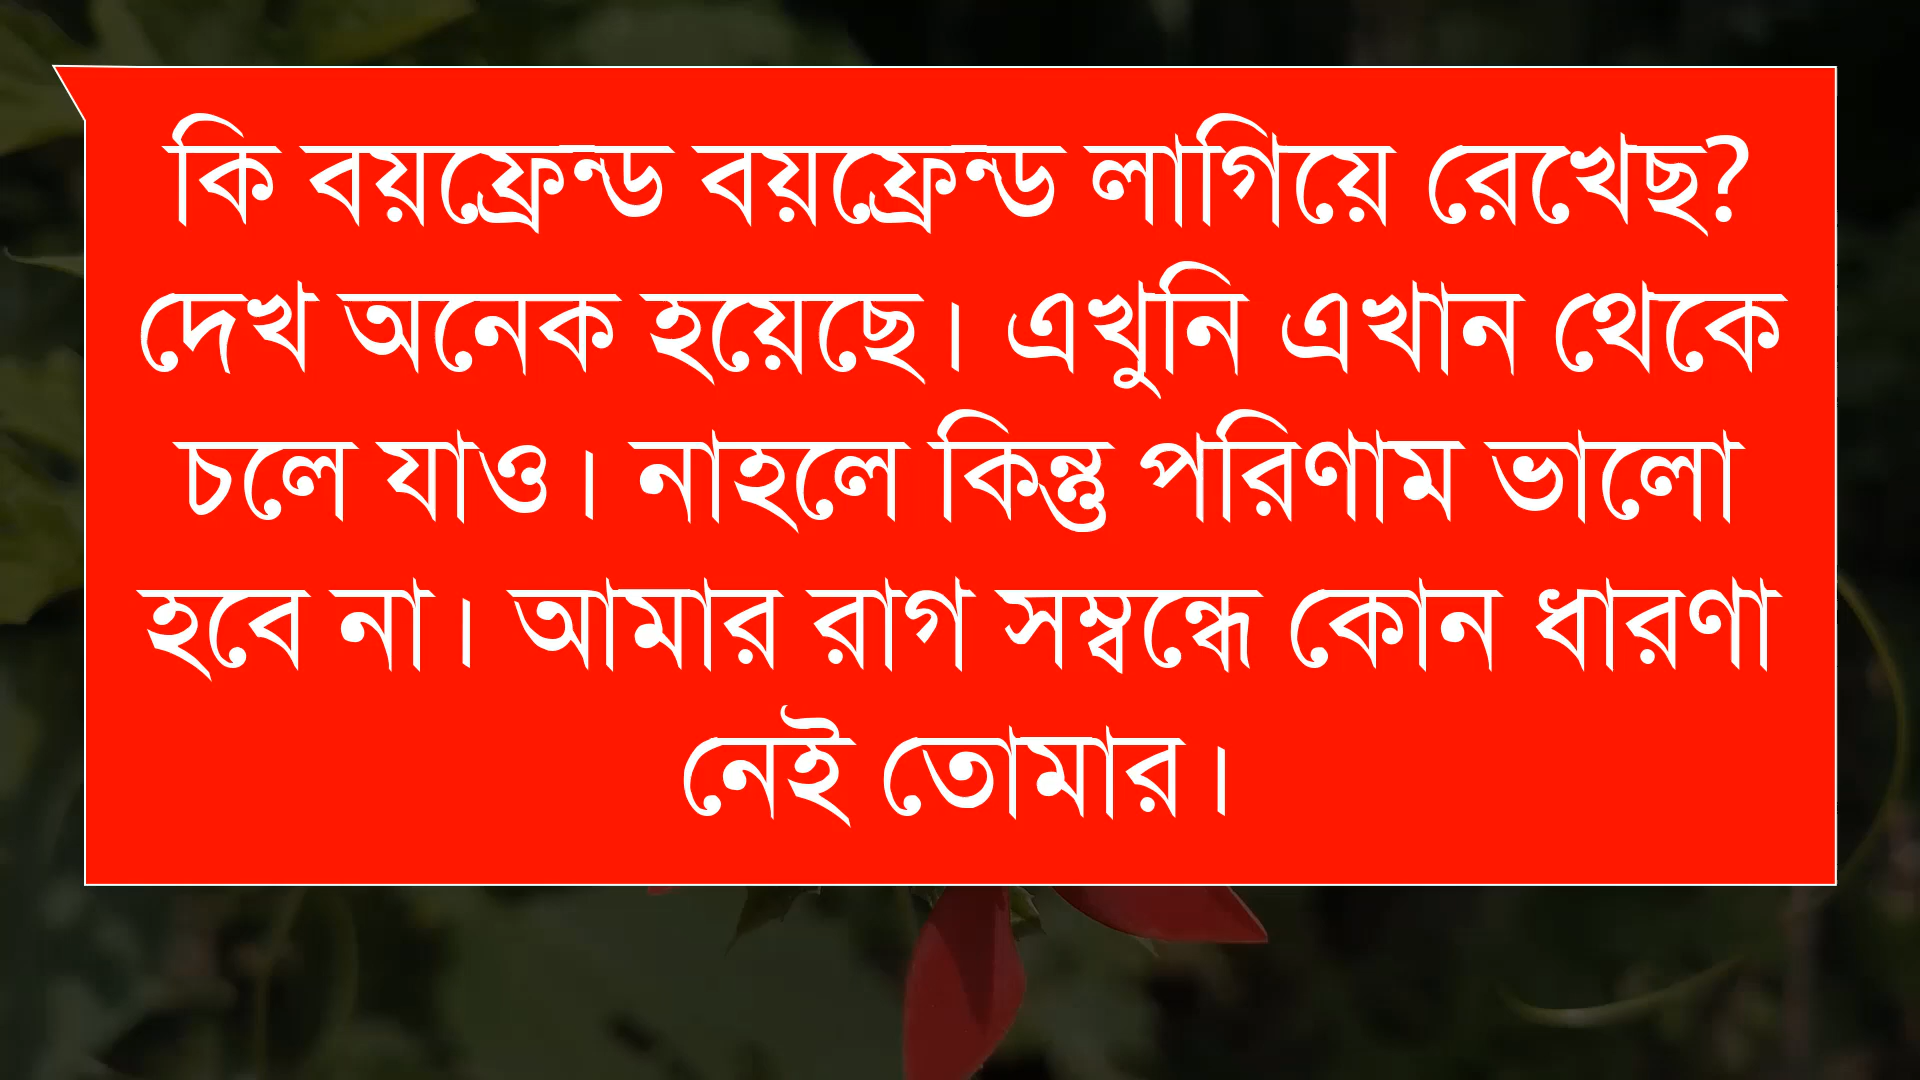 কি বয়ফ্রেন্ড বয়ফ্রেন্ড লাগিয়ে রেখেছ?
দেখ অনেক হয়েছে। এখুনি এখান থেকে
চলে যাও। নাহলে কিন্তু পরিণাম ভালো
হবে না। আমার রাগ সম্বন্ধে কোন ধারণা
নেই তোমার।